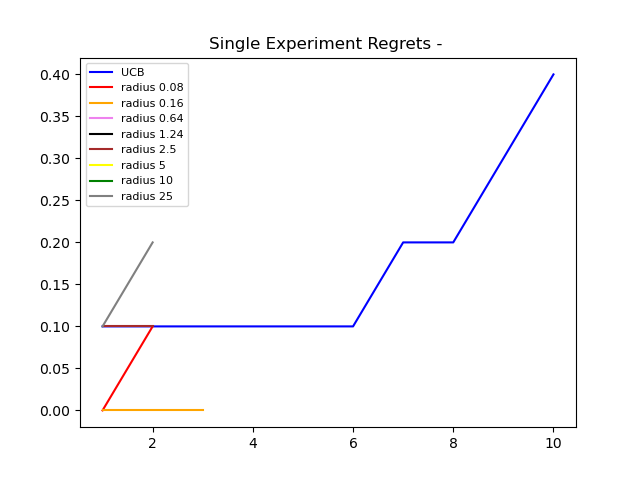 Single Experiment Regrets -
0.40
0.35
0.30
0.25
0.20
0.15
0.10
0.05
0.00
UCB
radius 0.08
radius 0.16
radius 0.64
radius 1.24
radius 2.5
radius 5
radius 10
radius 25
2 4 6 8 10